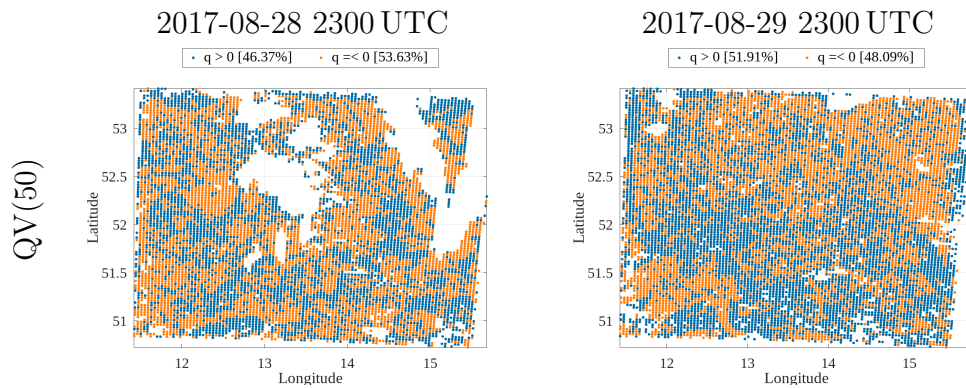 2017-08-28 2300 UTC
2017-08-29 2300 UTC
q > 0 [46.37%] q =< 0 [53.63%]
q > 0 [51.91%] q =< 0 [48.09%]
QV(50)
Latitude
53
52.5
52
51.5
51
12 13 14 15
Longitude
Latitude
53
52.5
52
51.5
51
12 13 14 15
Longitude